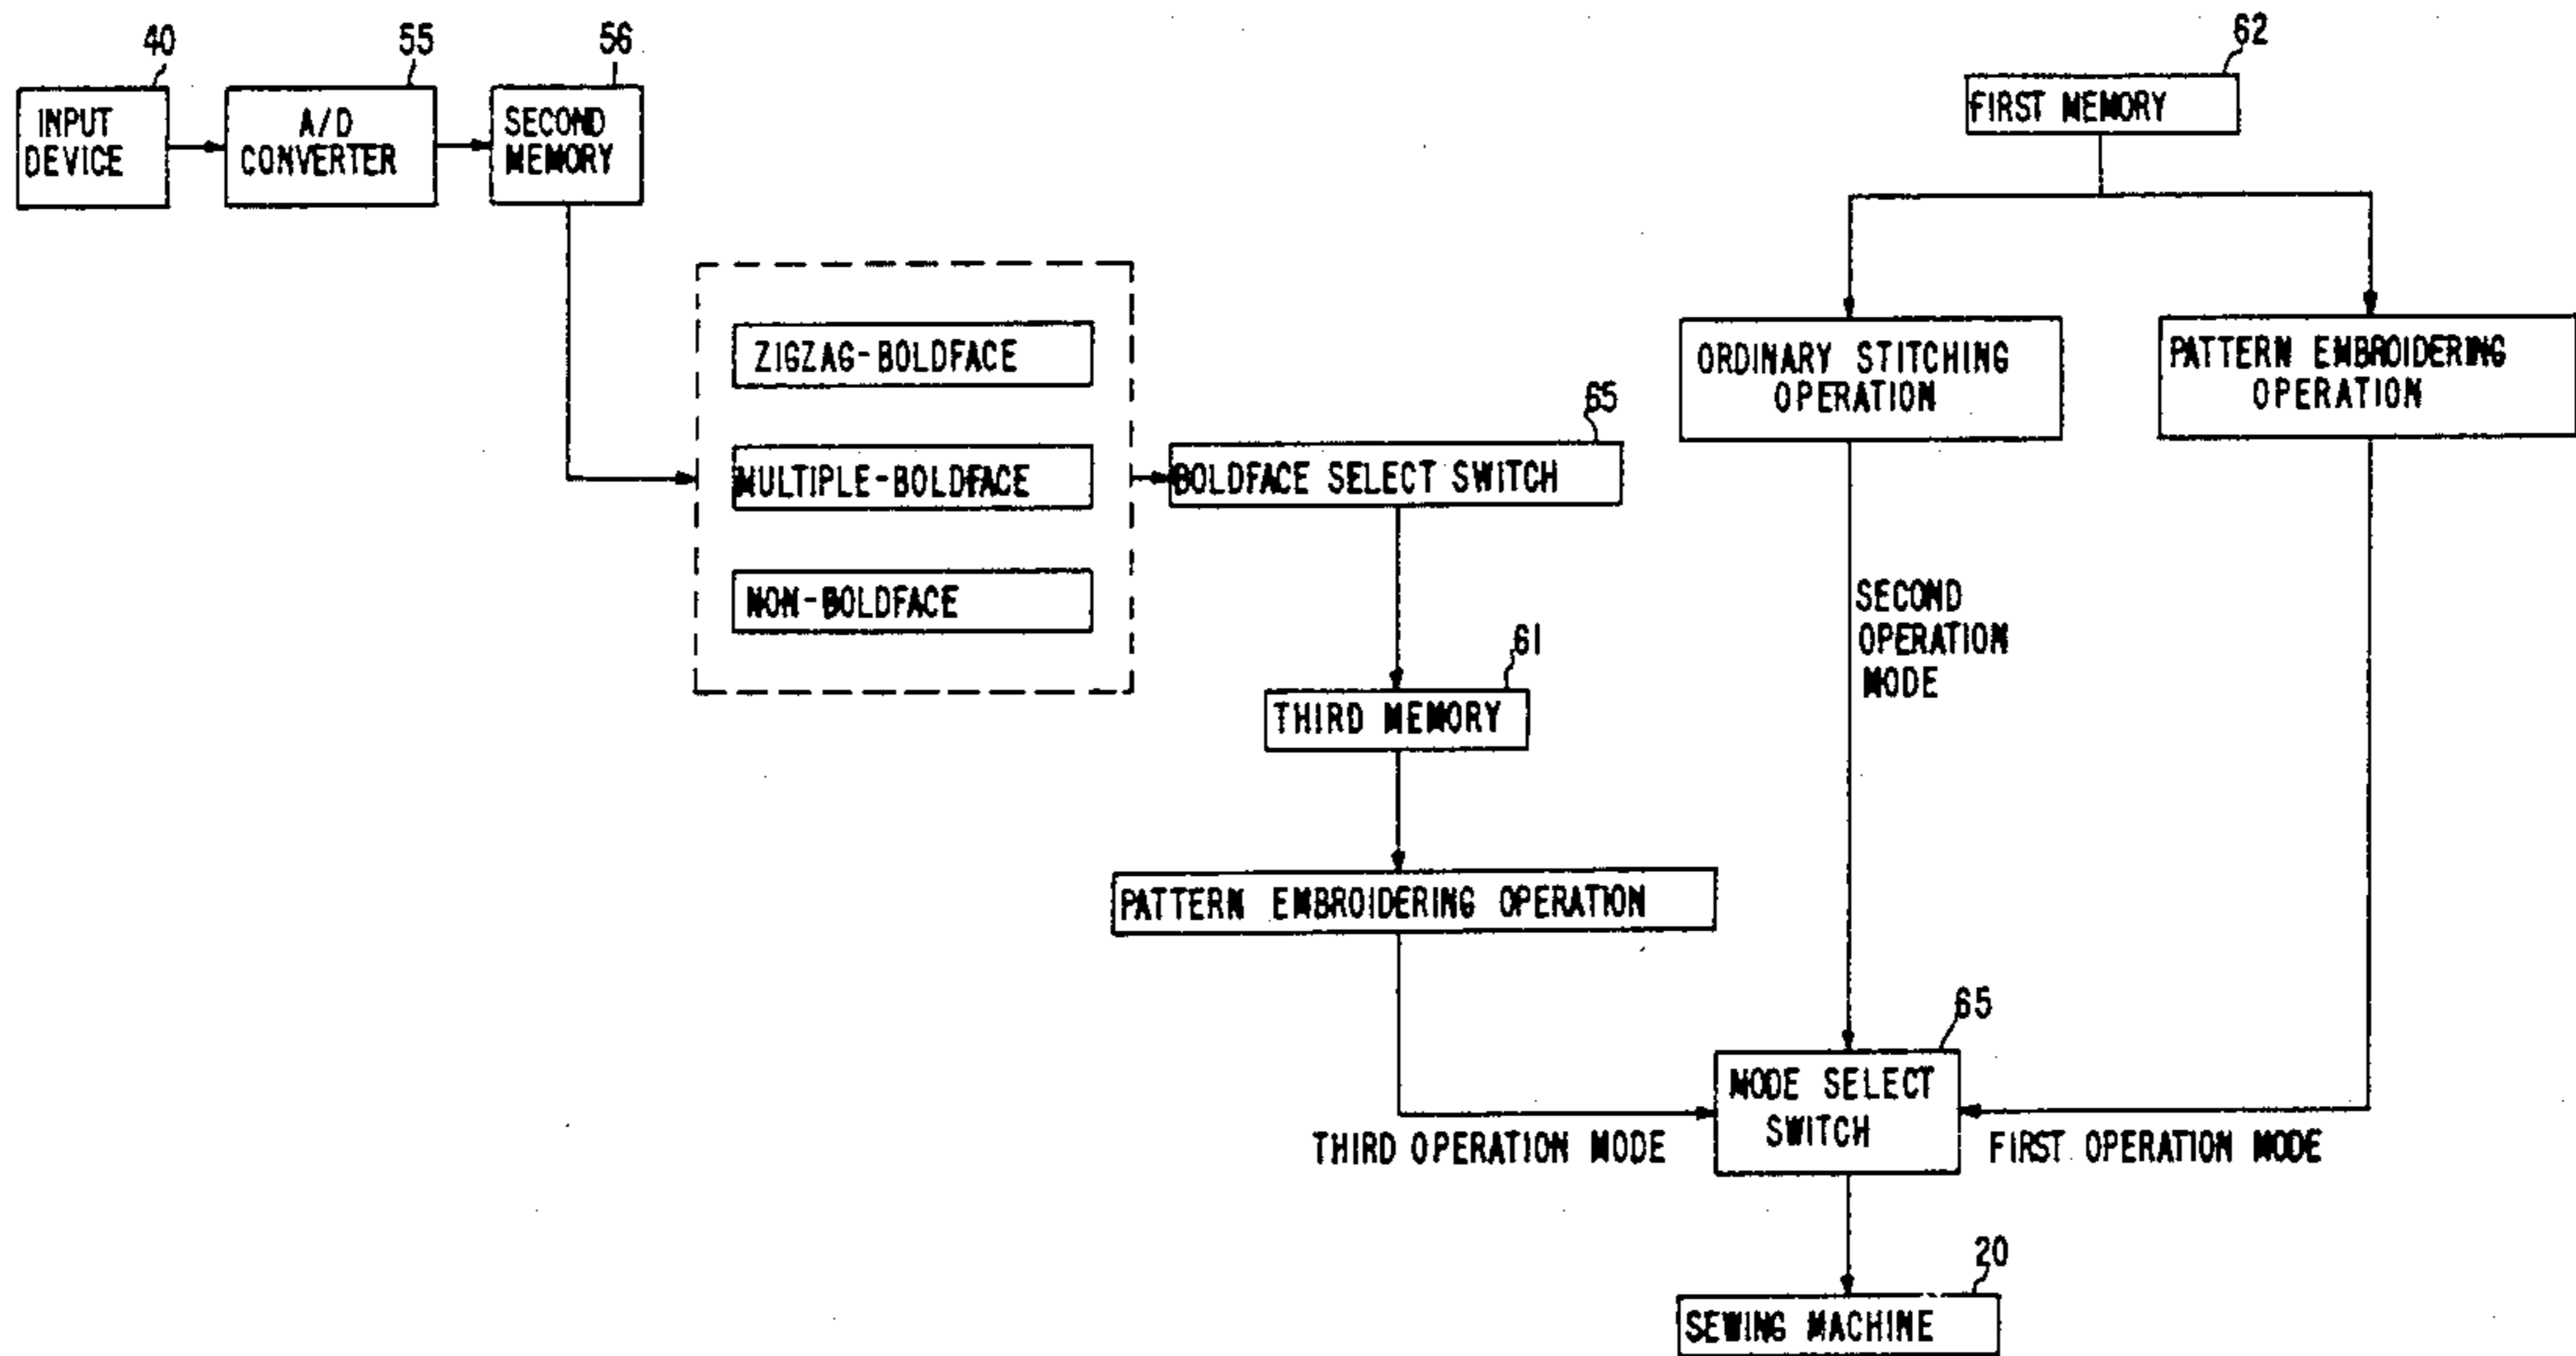 40
INPUT
DEVICE
55
A/D
CONVERTER
56
SECOND
MEMORY
62
FIRST MEMORY
ZIGZAG-BOLDFACE
MULTIPLE-BOLDFACE
NON-BOLDFACE
65
BOLDFACE SELECT SWITCH
ORDINARY STITCHING
OPERATION
PATTERN EMBROIDERING
OPERATION
SECOND
OPERATION
MODE
61
THIRD MEMORY
PATTERN EMBROIDERING OPERATION
65
MODE SELECT
SWITCH
THIRD OPERATION MODE
FIRST OPERATION MODE
20
SEWING MACHINE